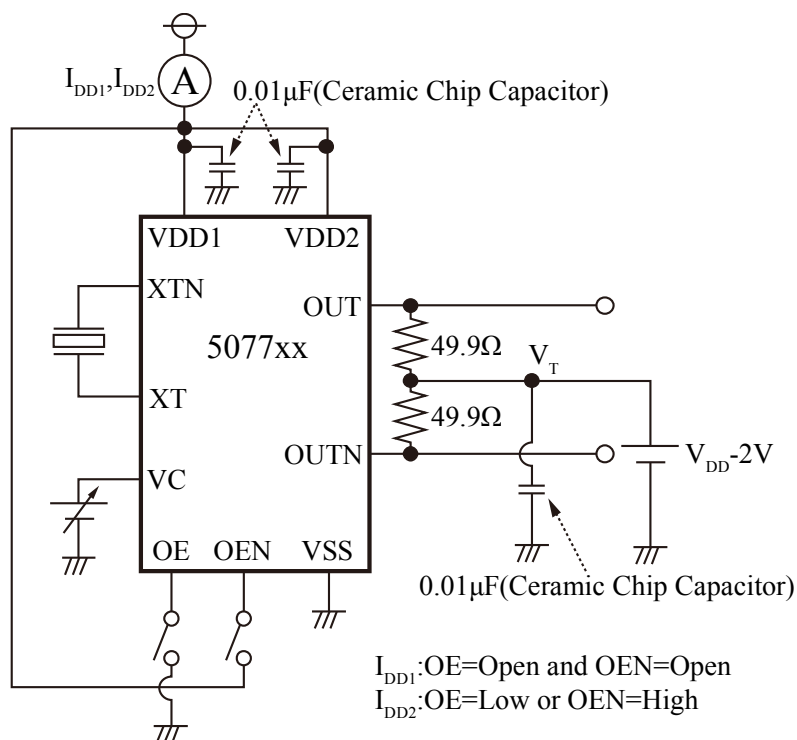 I_DD1,I_DD2
A
0.01μF(Ceramic Chip Capacitor)
VDD1
VDD2
XTN
OUT
5077xx
49.9Ω
V_T
XT
49.9Ω
OUTN
V_DD-2V
VC
OE
OEN
VSS
0.01μF(Ceramic Chip Capacitor)
I_DD1:OE=Open and OEN=Open
I_DD2:OE=Low or OEN=High